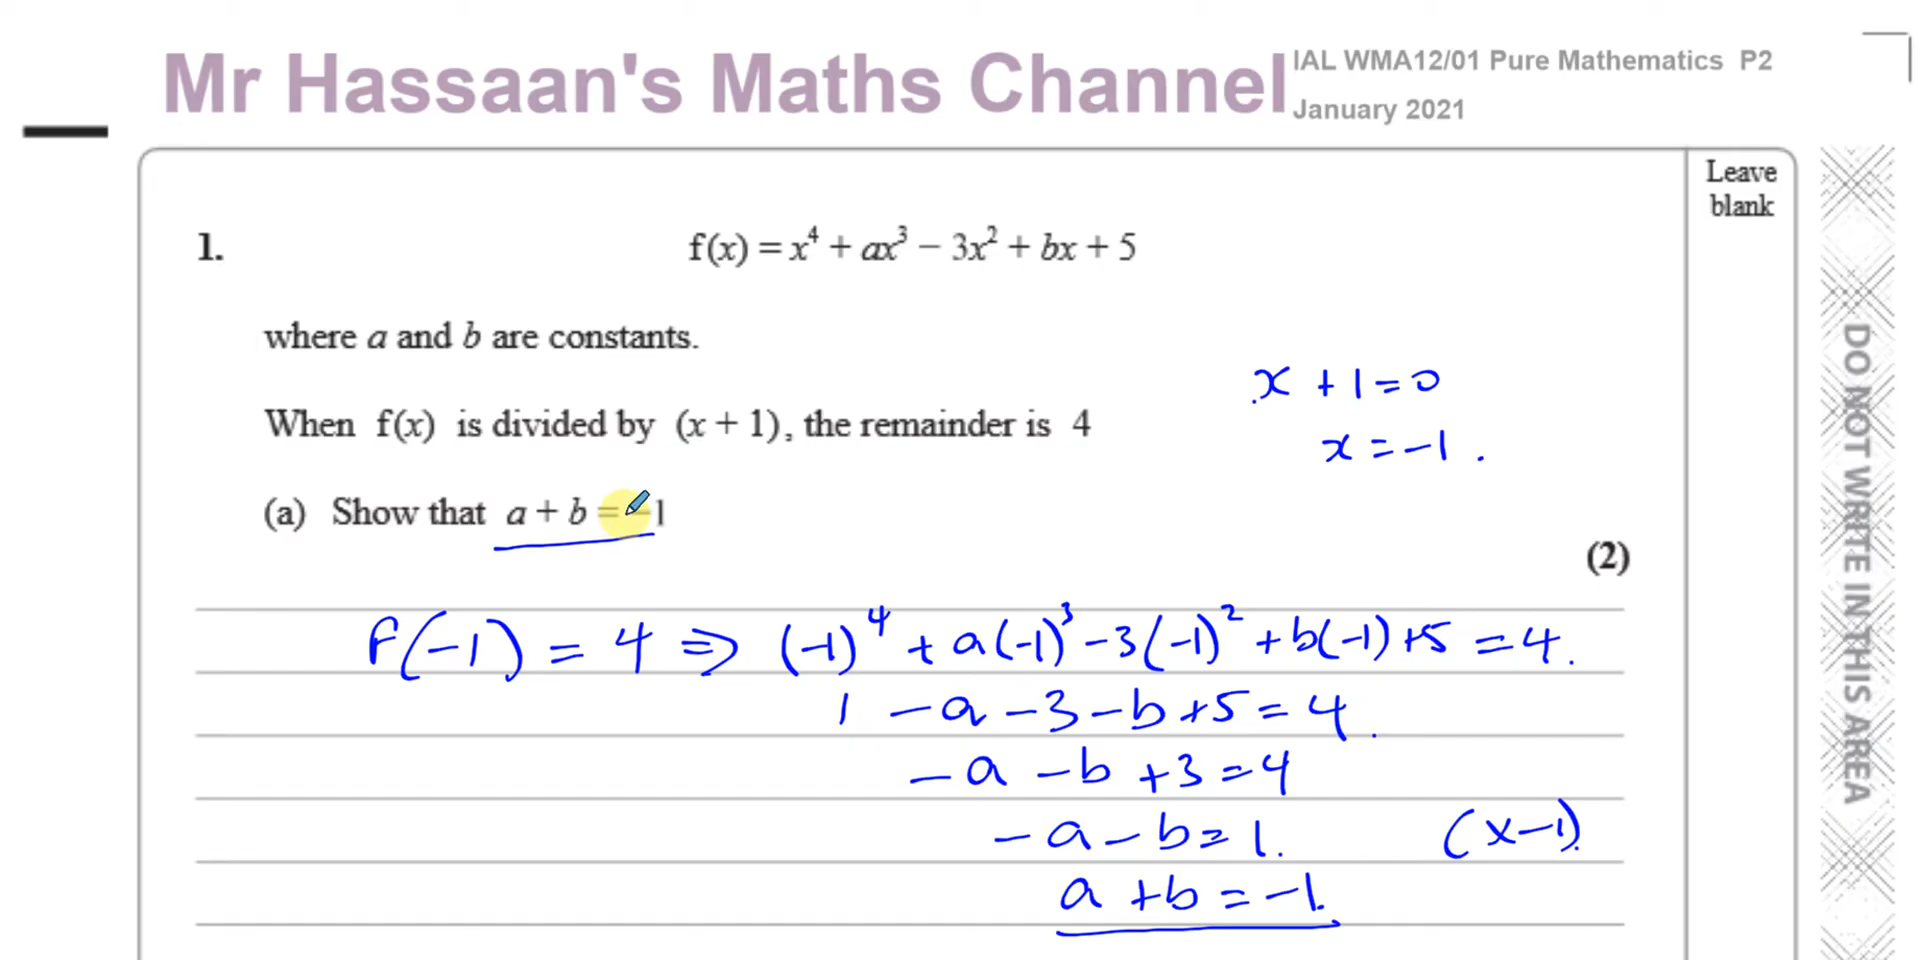 Mr Hassaan's Maths Channel
IAL WMA12/01 Pure Mathematics P2
January 2021
Leave
blank
1.
f(x) = x⁴ + ax³ − 3x² + bx + 5
where a and b are constants.
x + 1 = 0
When f(x) is divided by (x + 1), the remainder is 4
x = −1.
(a) Show that a + b = −1
(2)
f(−1) = 4 ⇒ (−1)⁴ + a(−1)³ − 3(−1)² + b(−1) + 5 = 4.
1 − a − 3 − b + 5 = 4.
− a − b + 3 = 4
− a − b = 1.
(x−1).
a + b = −1.
DO NOT WRITE IN THIS AREA